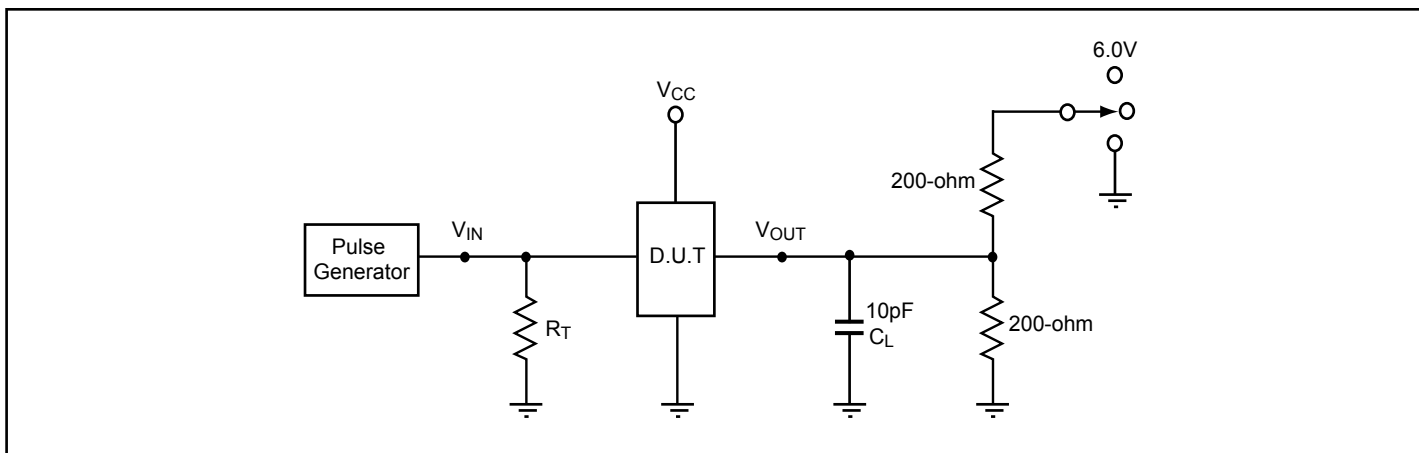 6.0V
VCC
200-ohm
VIN
VOUT
Pulse
Generator
D.U.T
RT
10pF
CL
200-ohm